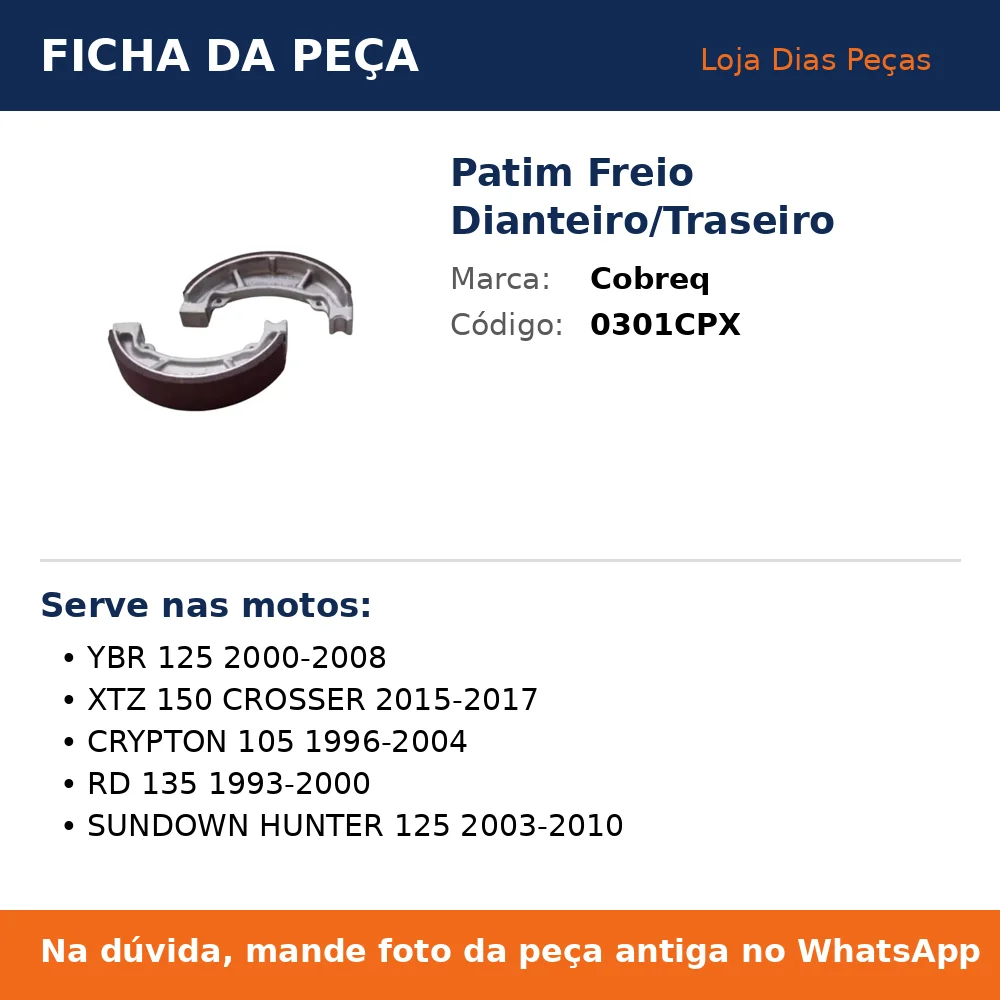 FICHA DA PEÇA
Loja Dias Peças
Patim Freio
Dianteiro/Traseiro
Marca: Cobreq
Código: 0301CPX
Serve nas motos:
• YBR 125 2000-2008
• XTZ 150 CROSSER 2015-2017
• CRYPTON 105 1996-2004
• RD 135 1993-2000
• SUNDOWN HUNTER 125 2003-2010
Na dúvida, mande foto da peça antiga no WhatsApp